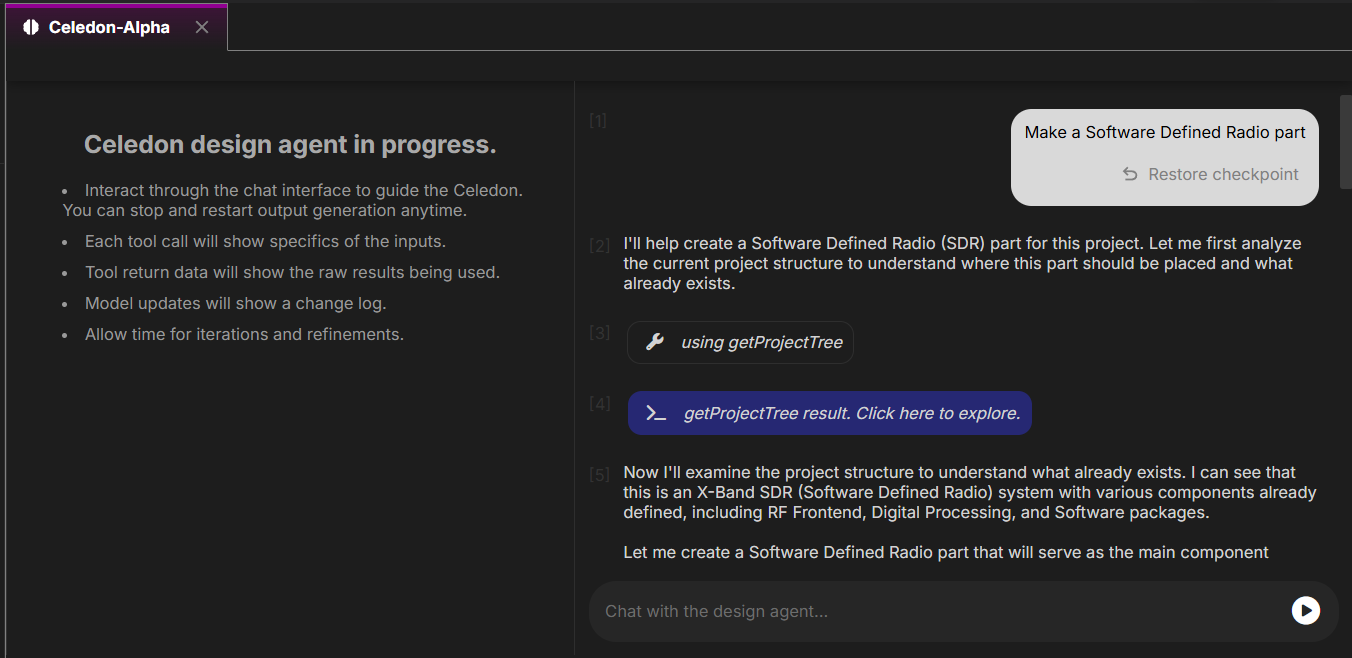 Celedon-Alpha
Celedon design agent in progress.
• Interact through the chat interface to guide the Celedon.
You can stop and restart output generation anytime.
• Each tool call will show specifics of the inputs.
• Tool return data will show the raw results being used.
• Model updates will show a change log.
• Allow time for iterations and refinements.
[1]
Make a Software Defined Radio part
Restore checkpoint
[2]
I'll help create a Software Defined Radio (SDR) part for this project. Let me first analyze
the current project structure to understand where this part should be placed and what
already exists.
[3]
using getProjectTree
[4]
getProjectTree result. Click here to explore.
[5]
Now I'll examine the project structure to understand what already exists. I can see that
this is an X-Band SDR (Software Defined Radio) system with various components already
defined, including RF Frontend, Digital Processing, and Software packages.
Let me create a Software Defined Radio part that will serve as the main component
Chat with the design agent...